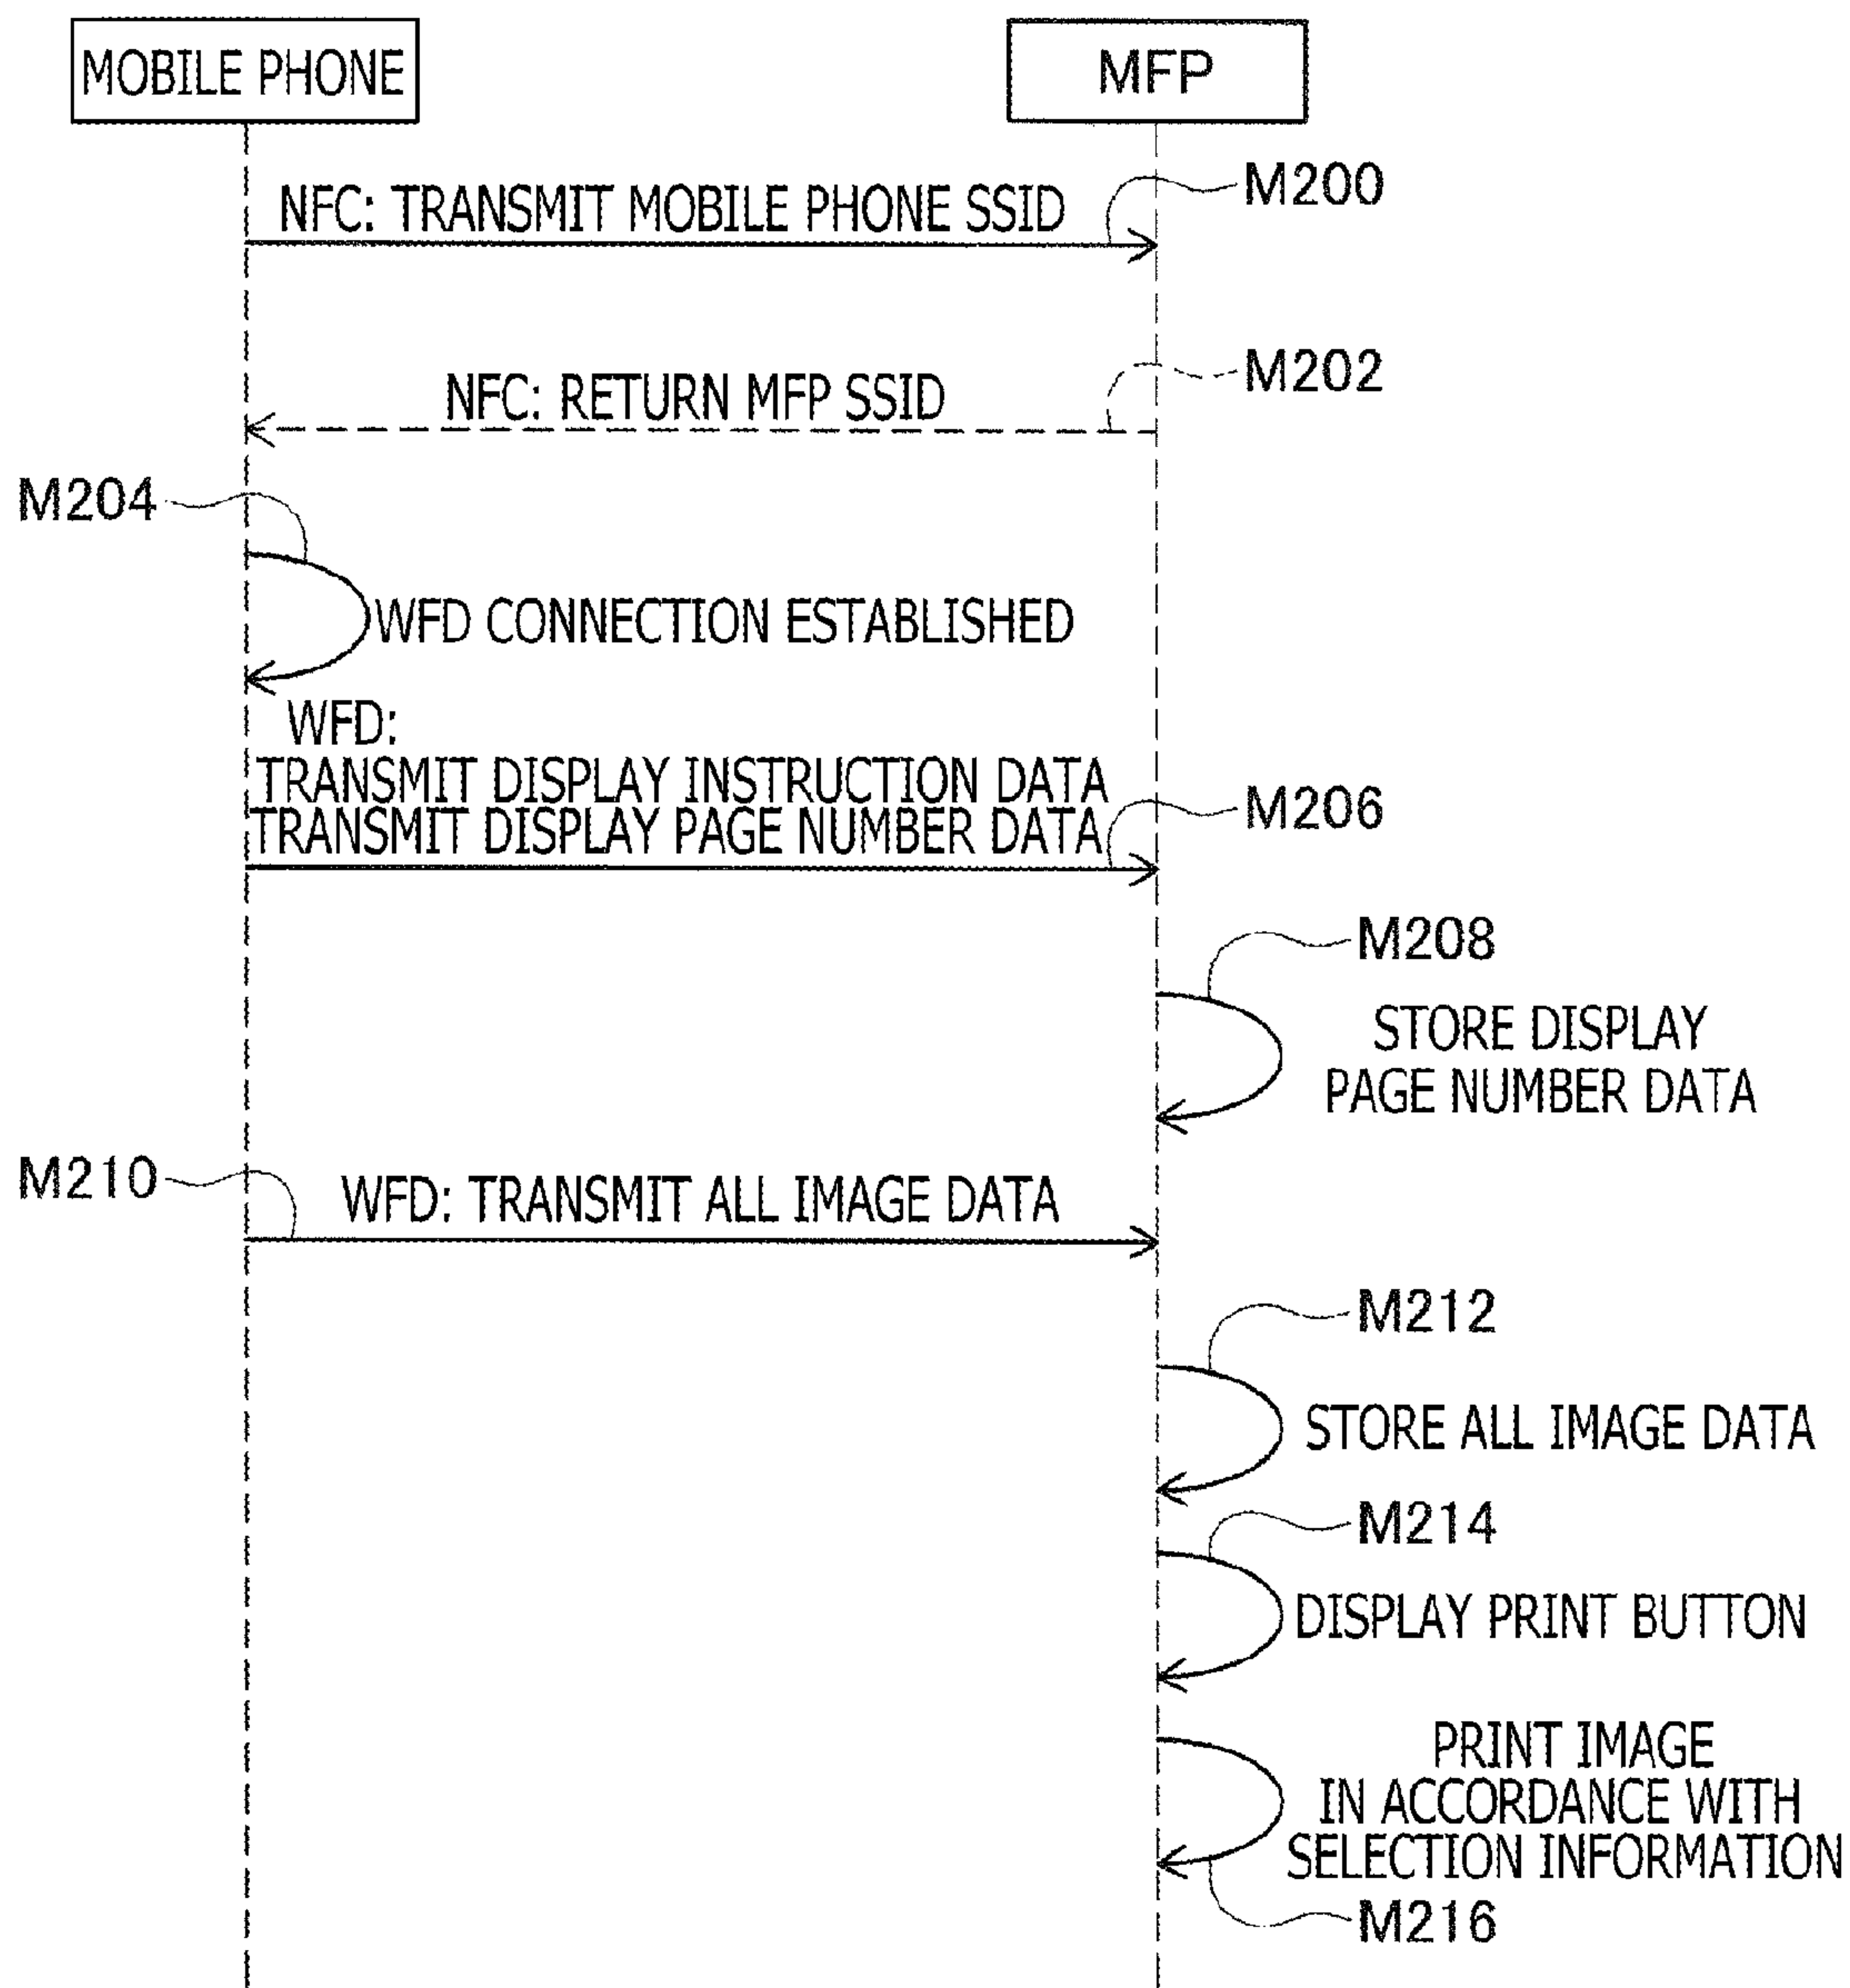 MOBILE PHONE
MFP
NFC: TRANSMIT MOBILE PHONE SSID
M200
NFC: RETURN MFP SSID
M202
M204
WFD CONNECTION ESTABLISHED
WFD:
TRANSMIT DISPLAY INSTRUCTION DATA
TRANSMIT DISPLAY PAGE NUMBER DATA
M206
M208
STORE DISPLAY
PAGE NUMBER DATA
M210
WFD: TRANSMIT ALL IMAGE DATA
M212
STORE ALL IMAGE DATA
M214
DISPLAY PRINT BUTTON
PRINT IMAGE
IN ACCORDANCE WITH
SELECTION INFORMATION
M216